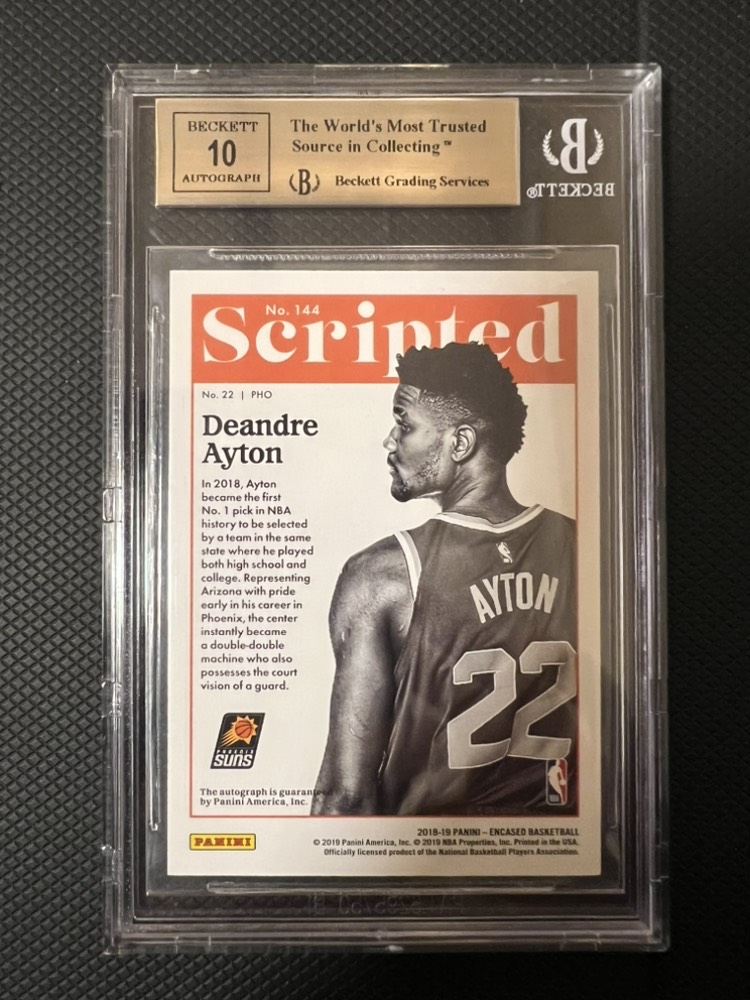 BECKETT
10
AUTOGRAPH
The World's Most Trusted
Source in Collecting™
B Beckett Grading Services
B
BECKETT®
No. 144
Scripted
No. 22 | PHO
Deandre
Ayton
In 2018, Ayton
became the first
No. 1 pick in NBA
history to be selected
by a team in the same
state where he played
both high school and
college. Representing
Arizona with pride
early in his career in
Phoenix, the center
instantly became
a double-double
machine who also
possesses the court
vision of a guard.
AYTON
22
PHOENIX
SUNS
The autograph is guaran
by Panini America, Inc.
PANINI
2018-19 PANINI – ENCASED BASKETBALL
© 2019 Panini America, Inc. © 2019 NBA Properties, Inc. Printed in the USA.
Officially licensed product of the National Basketball Players Association.